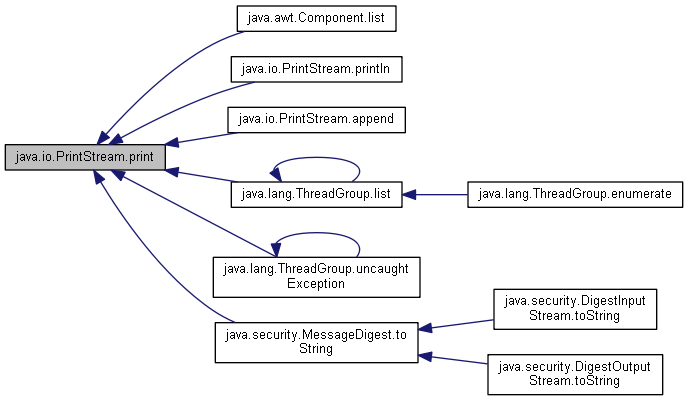 java.awt.Component.list
java.io.PrintStream.println
java.io.PrintStream.append
java.io.PrintStream.print
java.lang.ThreadGroup.list
java.lang.ThreadGroup.enumerate
java.lang.ThreadGroup.uncaught
Exception
java.security.DigestInput
Stream.toString
java.security.MessageDigest.to
String
java.security.DigestOutput
Stream.toString